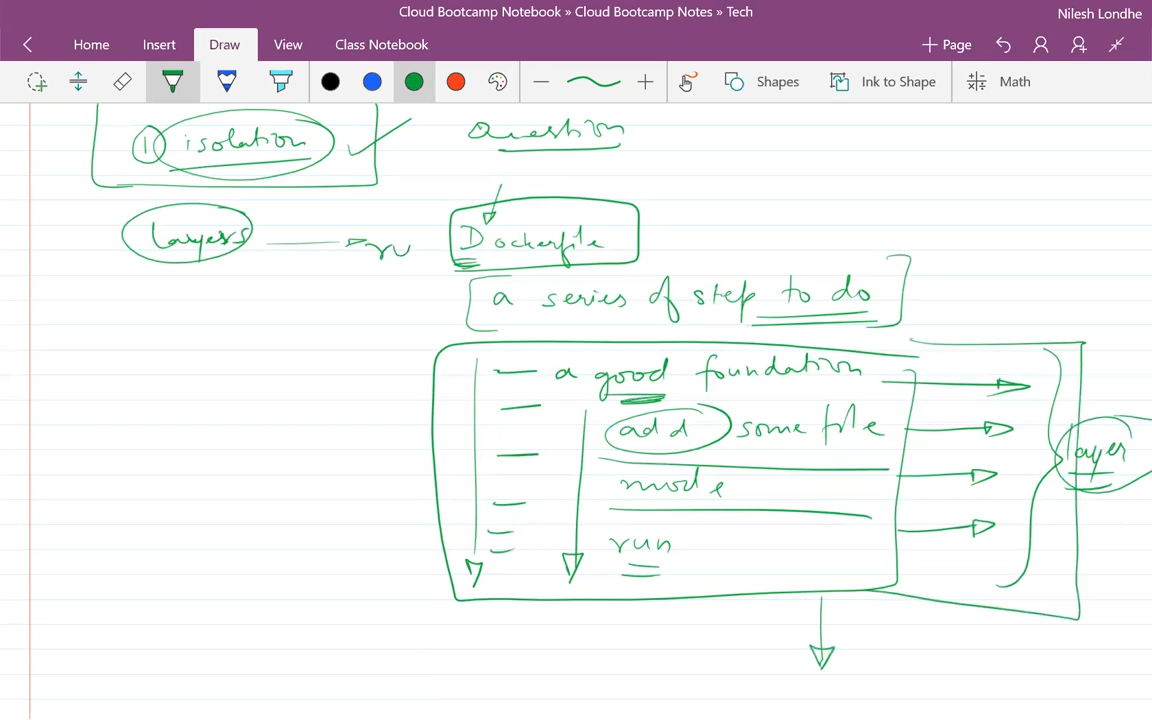 Cloud Bootcamp Notebook » Cloud Bootcamp Notes » Tech
Nilesh Londhe
Home Insert Draw View Class Notebook
Page
Shapes Ink to Shape Math
① isolation
Question
layers
Dockerfile
a series of step to do
a good foundation
add some file
layer
mode
run